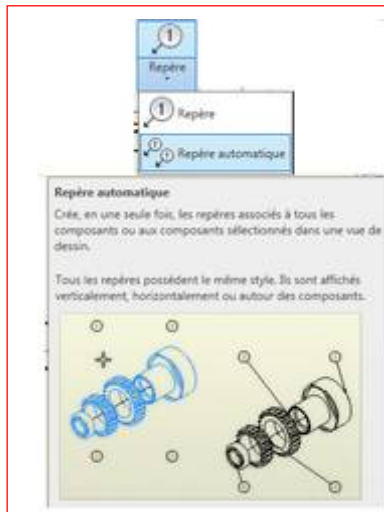 1
Repère
1 Repère
Repère automatique
Repère automatique
Crée, en une seule fois, les repères associés à tous les
composants ou aux composants sélectionnés dans une vue de
dessin.
Tous les repères possèdent le même style. Ils sont affichés
verticalement, horizontalement ou autour des composants.